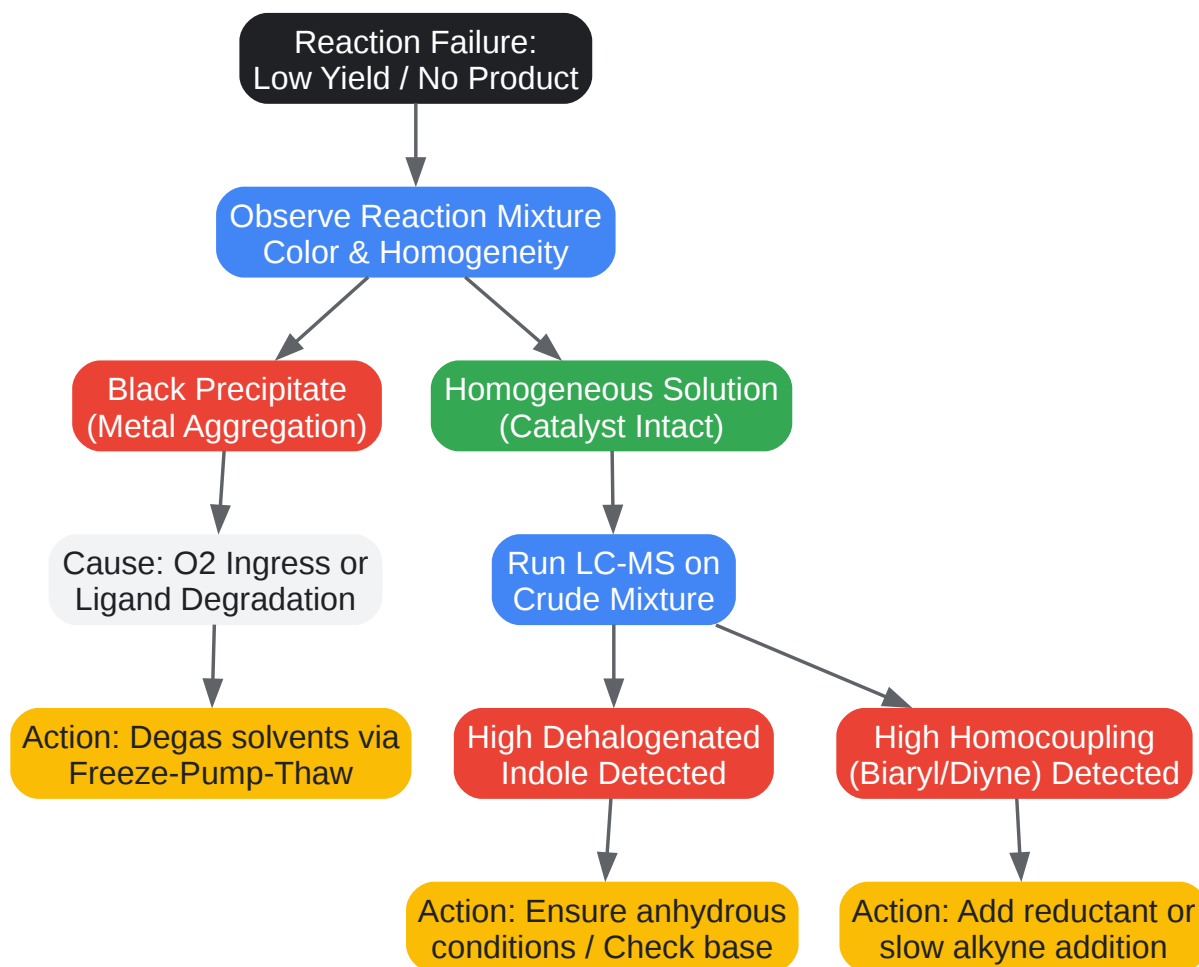 Reaction Failure:
Low Yield / No Product
Observe Reaction Mixture
Color & Homogeneity
Black Precipitate
(Metal Aggregation)
Homogeneous Solution
(Catalyst Intact)
Cause: O2 Ingress or
Ligand Degradation
Run LC-MS on
Crude Mixture
Action: Degas solvents via
Freeze-Pump-Thaw
High Dehalogenated
Indole Detected
High Homocoupling
(Biaryl/Diyne) Detected
Action: Ensure anhydrous
conditions / Check base
Action: Add reductant or
slow alkyne addition